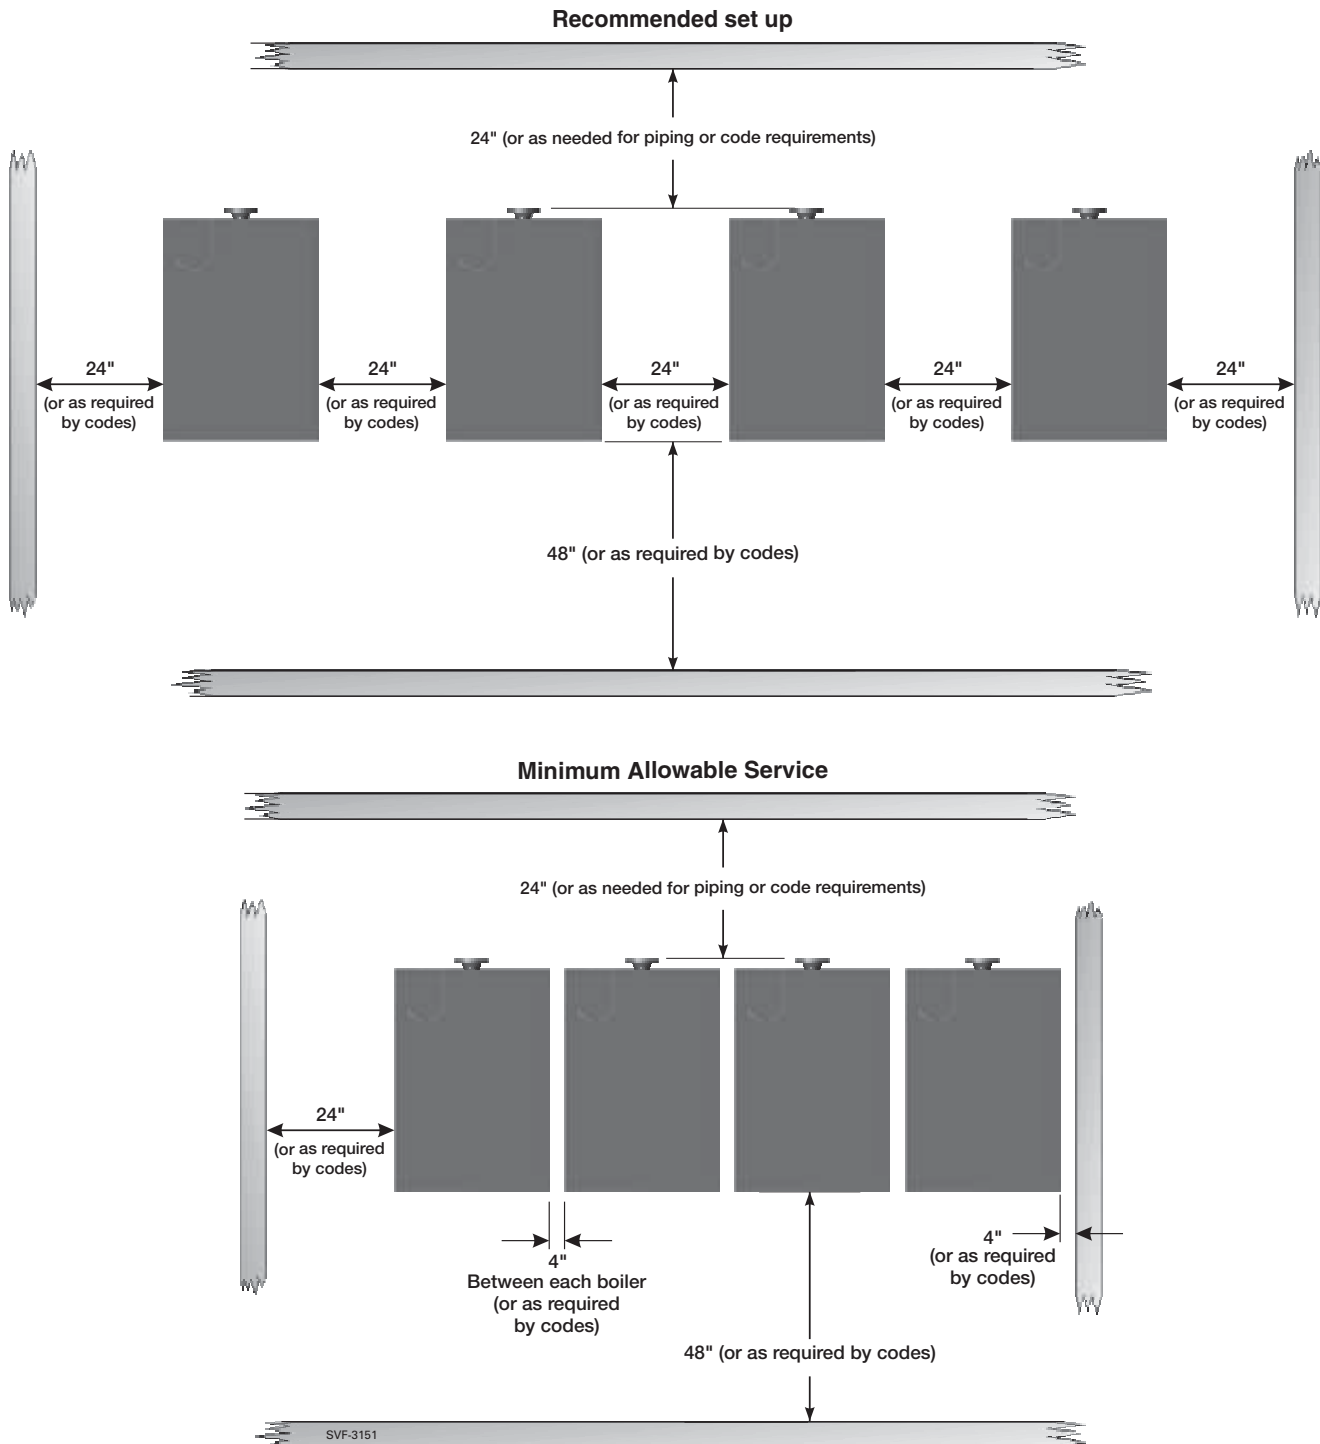 Recommended set up
24" (or as needed for piping or code requirements)
24"
(or as required
by codes)
24"
(or as required
by codes)
24"
(or as required
by codes)
24"
(or as required
by codes)
24"
(or as required
by codes)
48" (or as required by codes)
Minimum Allowable Service
24" (or as needed for piping or code requirements)
24"
(or as required
by codes)
4"
Between each boiler
(or as required
by codes)
4"
(or as required
by codes)
48" (or as required by codes)
SVF-3151